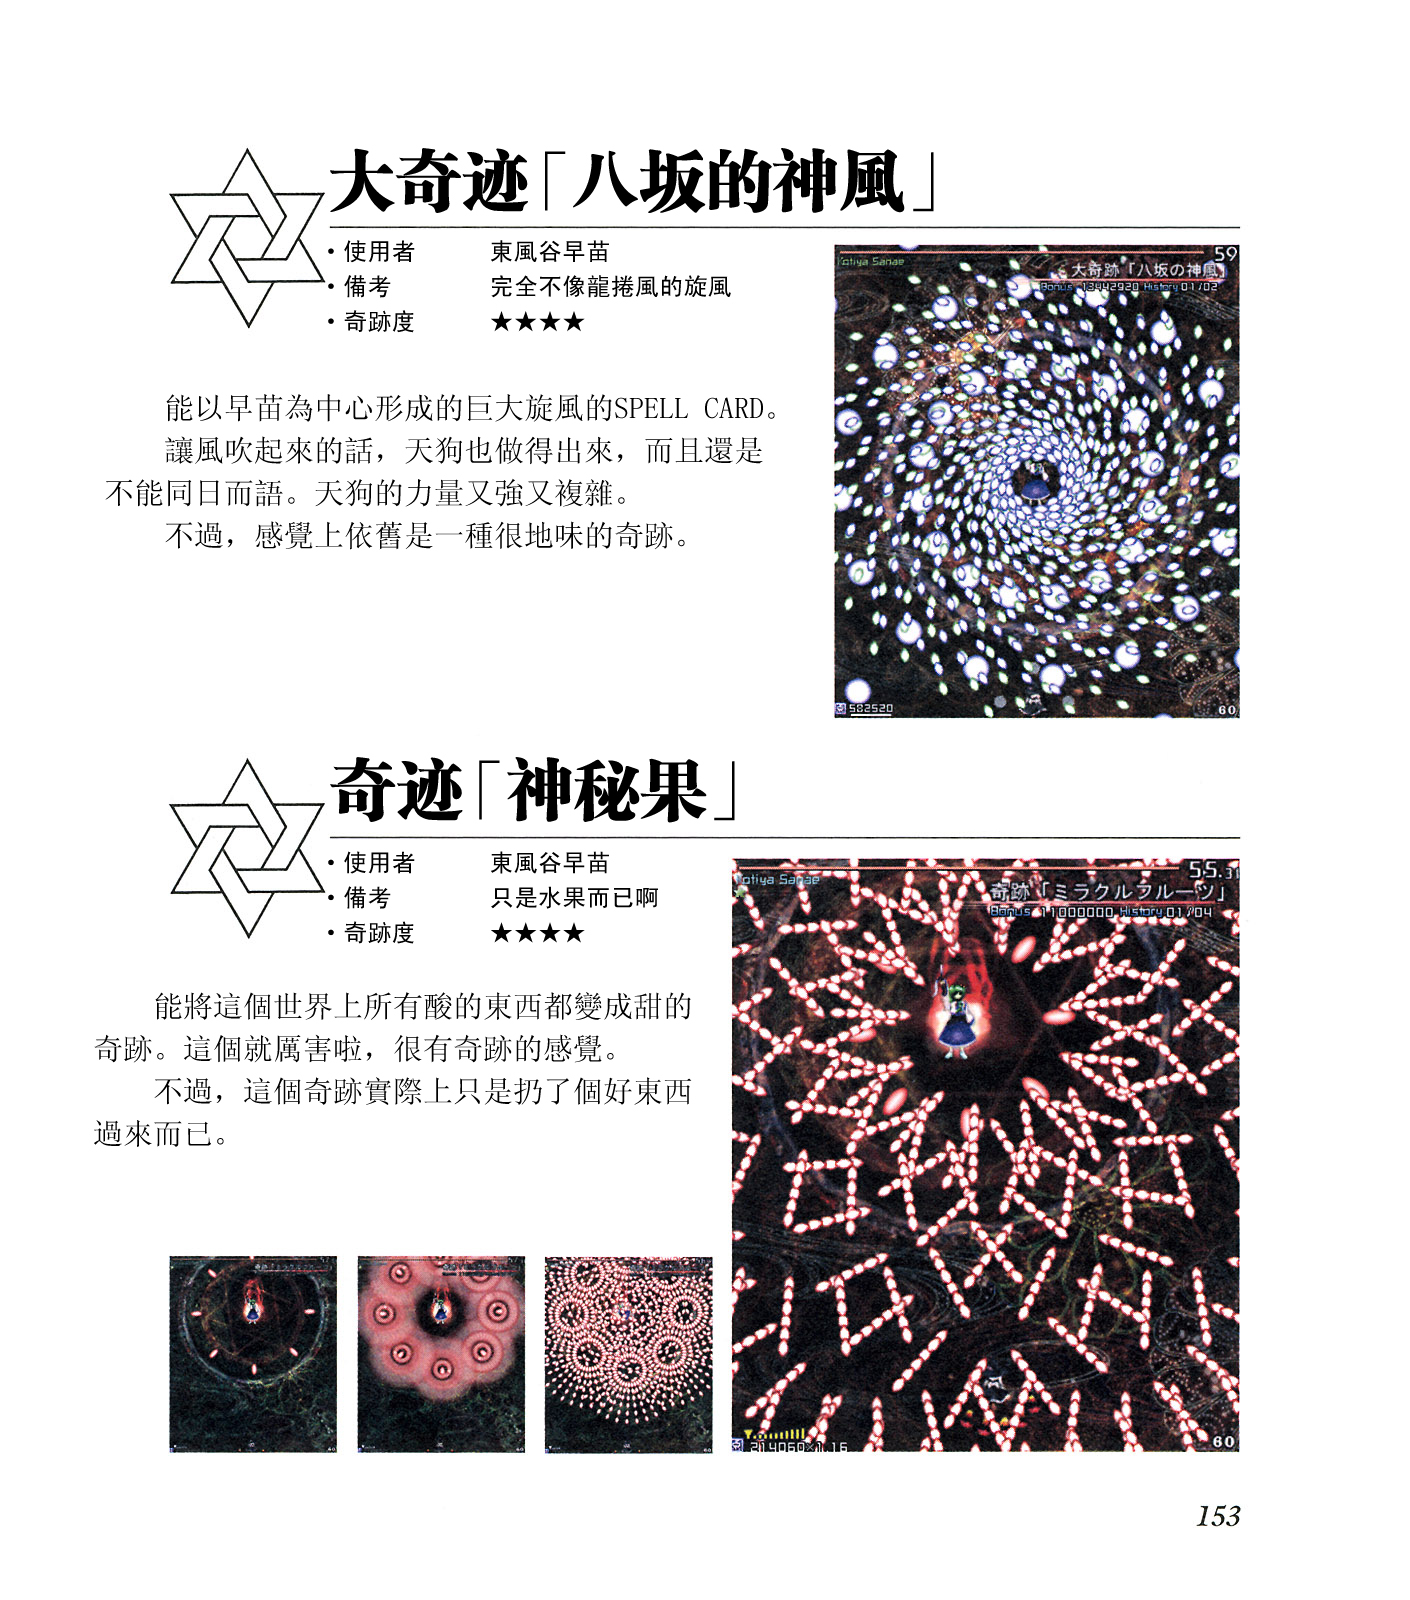 大奇迹「八坂的神風」
・使用者 東風谷早苗
・備考 完全不像龍捲風的旋風
・奇跡度 ★★★★
59
Kotiya Sanae
大奇跡「八坂の神風」
Bonus 13442920 History 01/02
582520
60
能以早苗為中心形成的巨大旋風的SPELL CARD。
讓風吹起來的話，天狗也做得出來，而且還是
不能同日而語。天狗的力量又強又複雜。
不過，感覺上依舊是一種很地味的奇跡。
奇迹「神秘果」
・使用者 東風谷早苗
・備考 只是水果而已啊
・奇跡度 ★★★★
55.31
Kotiya Sanae
奇跡「ミラクルフルーツ」
Bonus 11000000 History 01/04
214060×1.16
60
能將這個世界上所有酸的東西都變成甜的
奇跡。這個就厲害啦，很有奇跡的感覺。
不過，這個奇跡實際上只是扔了個好東西
過來而已。
153